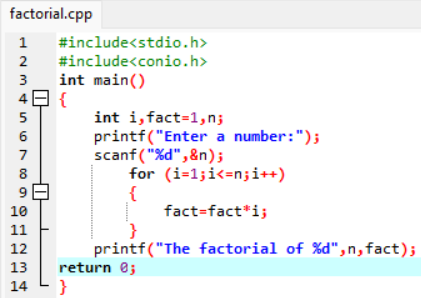 factorial.cpp
1 #include<stdio.h>
2 #include<conio.h>
3 int main()
4 {
5 int i,fact=1,n;
6 printf("Enter a number:");
7 scanf("%d",&n);
8 for (i=1;i<=n;i++)
9 {
10 fact=fact*i;
11 }
12 printf("The factorial of %d",n,fact);
13 return 0;
14 }